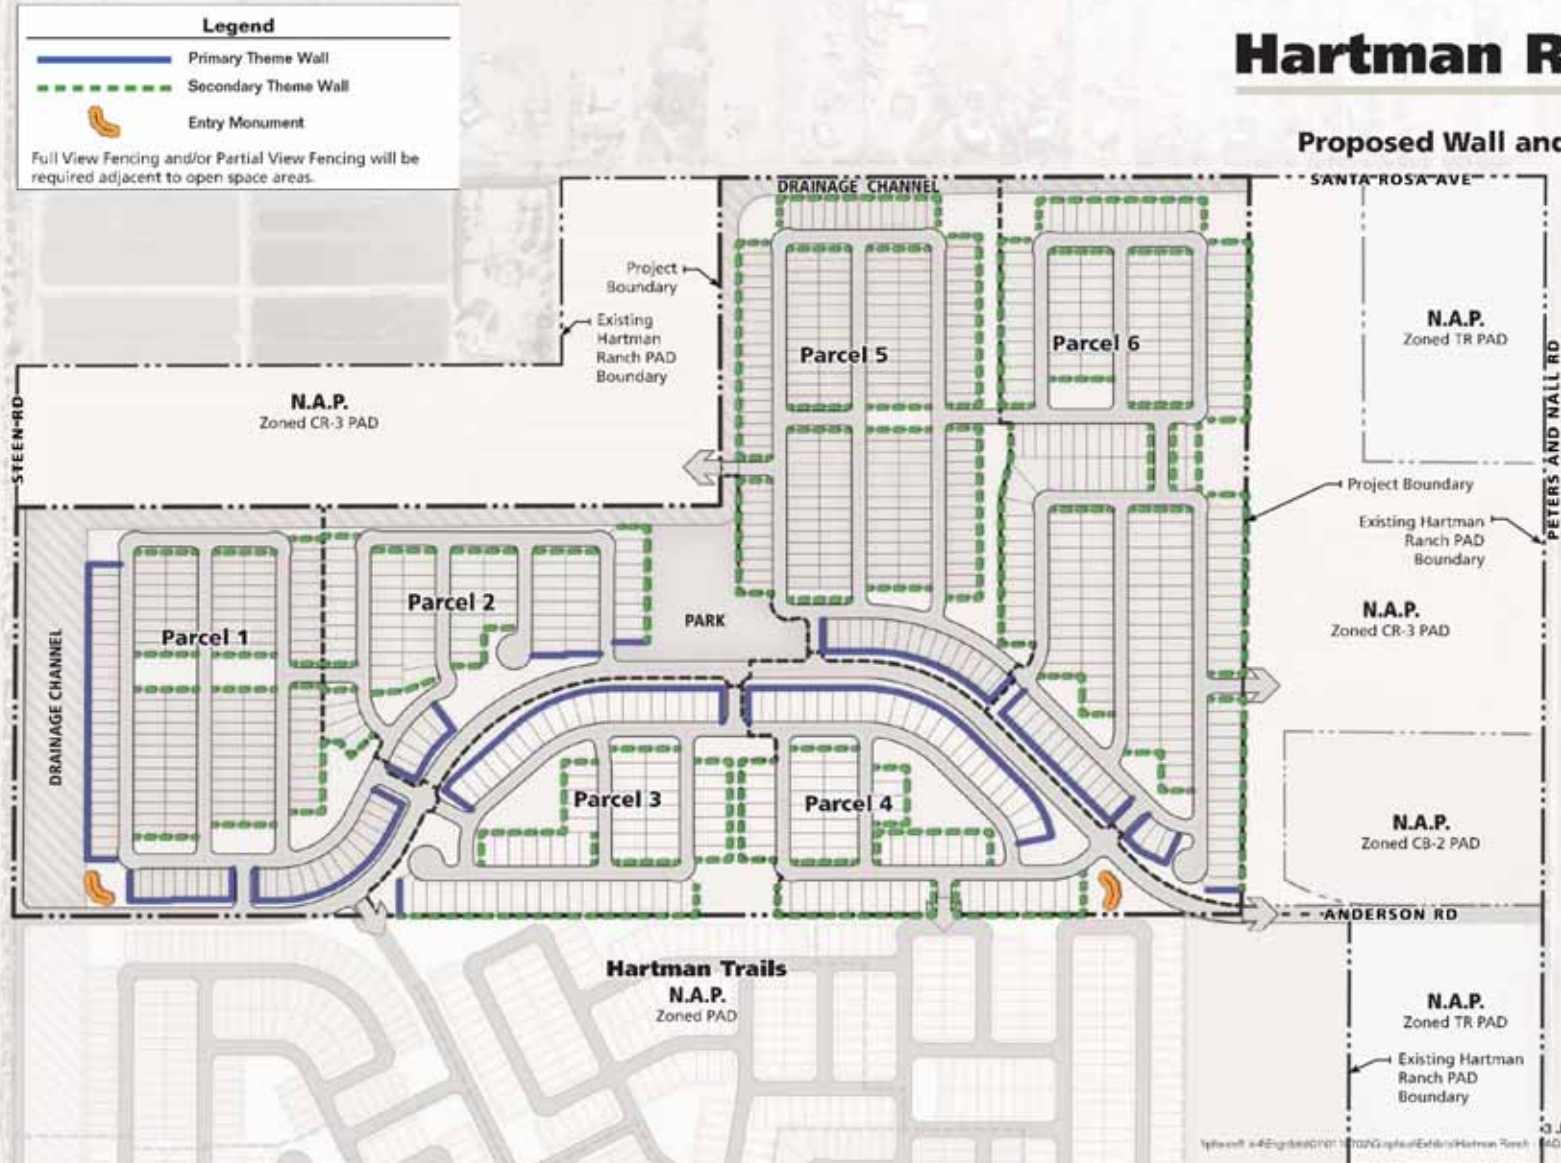 Legend
Primary Theme Wall
Secondary Theme Wall
Entry Monument
Full View Fencing and/or Partial View Fencing will be
required adjacent to open space areas.
Hartman R
Proposed Wall and
DRAINAGE CHANNEL
SANTA ROSA AVE
Project
Boundary
Existing
Hartman
Ranch PAD
Boundary
N.A.P.
Zoned CR-3 PAD
STEEN RD
Parcel 5
Parcel 6
N.A.P.
Zoned TR PAD
PETERS AND NALL RD
Project Boundary
Existing Hartman
Ranch PAD
Boundary
N.A.P.
Zoned CR-3 PAD
Parcel 1
Parcel 2
PARK
DRAINAGE CHANNEL
Parcel 3
Parcel 4
N.A.P.
Zoned CB-2 PAD
ANDERSON RD
Hartman Trails
N.A.P.
Zoned PAD
N.A.P.
Zoned TR PAD
Existing Hartman
Ranch PAD
Boundary